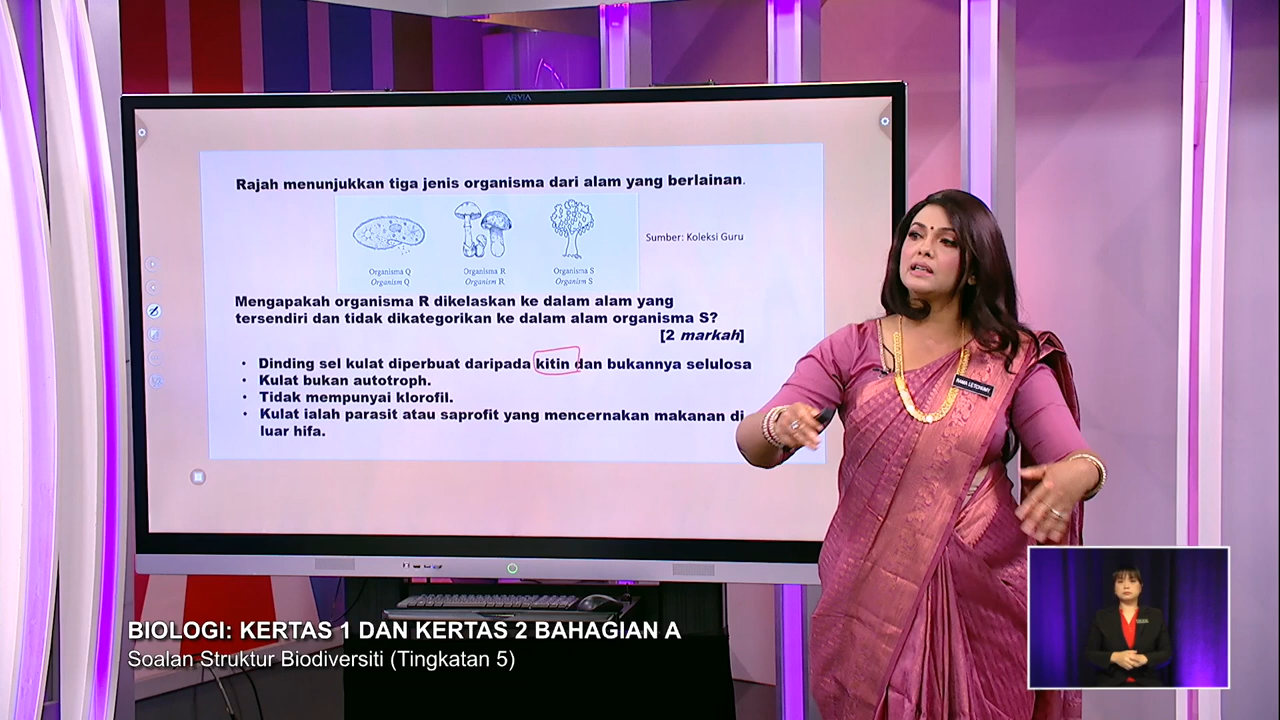 ARVIA
Rajah menunjukkan tiga jenis organisma dari alam yang berlainan.
Organisma Q
Organism Q
Organisma R
Organism R
Organisma S
Organism S
Sumber: Koleksi Guru
Mengapakah organisma R dikelaskan ke dalam alam yang
tersendiri dan tidak dikategorikan ke dalam alam organisma S?
[2 markah]
• Dinding sel kulat diperbuat daripada kitin dan bukannya selulosa
• Kulat bukan autotroph.
• Tidak mempunyai klorofil.
• Kulat ialah parasit atau saprofit yang mencernakan makanan di
luar hifa.
RAMA LETCHUMY
BIOLOGI: KERTAS 1 DAN KERTAS 2 BAHAGIAN A
Soalan Struktur Biodiversiti (Tingkatan 5)